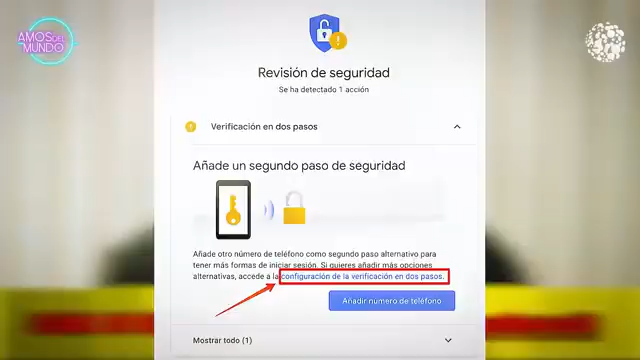 AMOS DEL
MUNDO
Revisión de seguridad
Se ha detectado 1 acción
Verificación en dos pasos
Añade un segundo paso de seguridad
Añade otro número de teléfono como segundo paso alternativo para
tener más formas de iniciar sesión. Si quieres añadir más opciones
alternativas, accede a la configuración de la verificación en dos pasos.
Añadir número de teléfono
Mostrar todo (1)